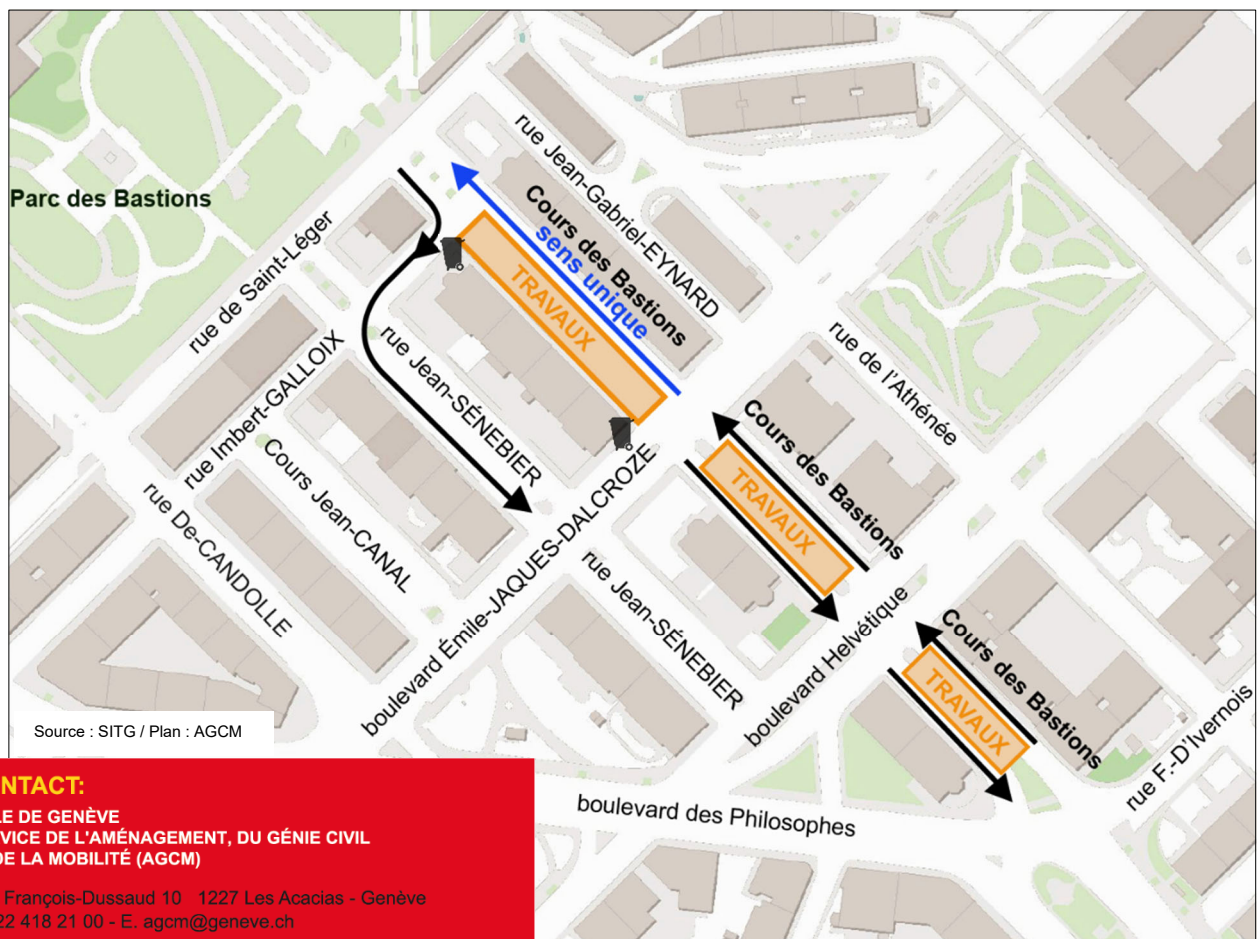 rue Jean-Gabriel-EYNARD
Parc des Bastions
Cours des Bastions
sens unique
rue de Saint-Léger
TRAVAUX
rue de l'Athénée
rue Jean-SÉNEBIER
rue Imbert-GALLOIX
Cours des Bastions
Cours Jean-CANAL
TRAVAUX
rue De-CANDOLLE
boulevard Émile-JAQUES-DALCROZE
rue Jean-SÉNEBIER
boulevard Helvétique
Cours des Bastions
TRAVAUX
rue F.-D'Ivernois
Source : SITG / Plan : AGCM
boulevard des Philosophes
NTACT:
LE DE GENÈVE
VICE DE L'AMÉNAGEMENT, DU GÉNIE CIVIL
DE LA MOBILITÉ (AGCM)
François-Dussaud 10 1227 Les Acacias - Genève
22 418 21 00 - E. agcm@geneve.ch